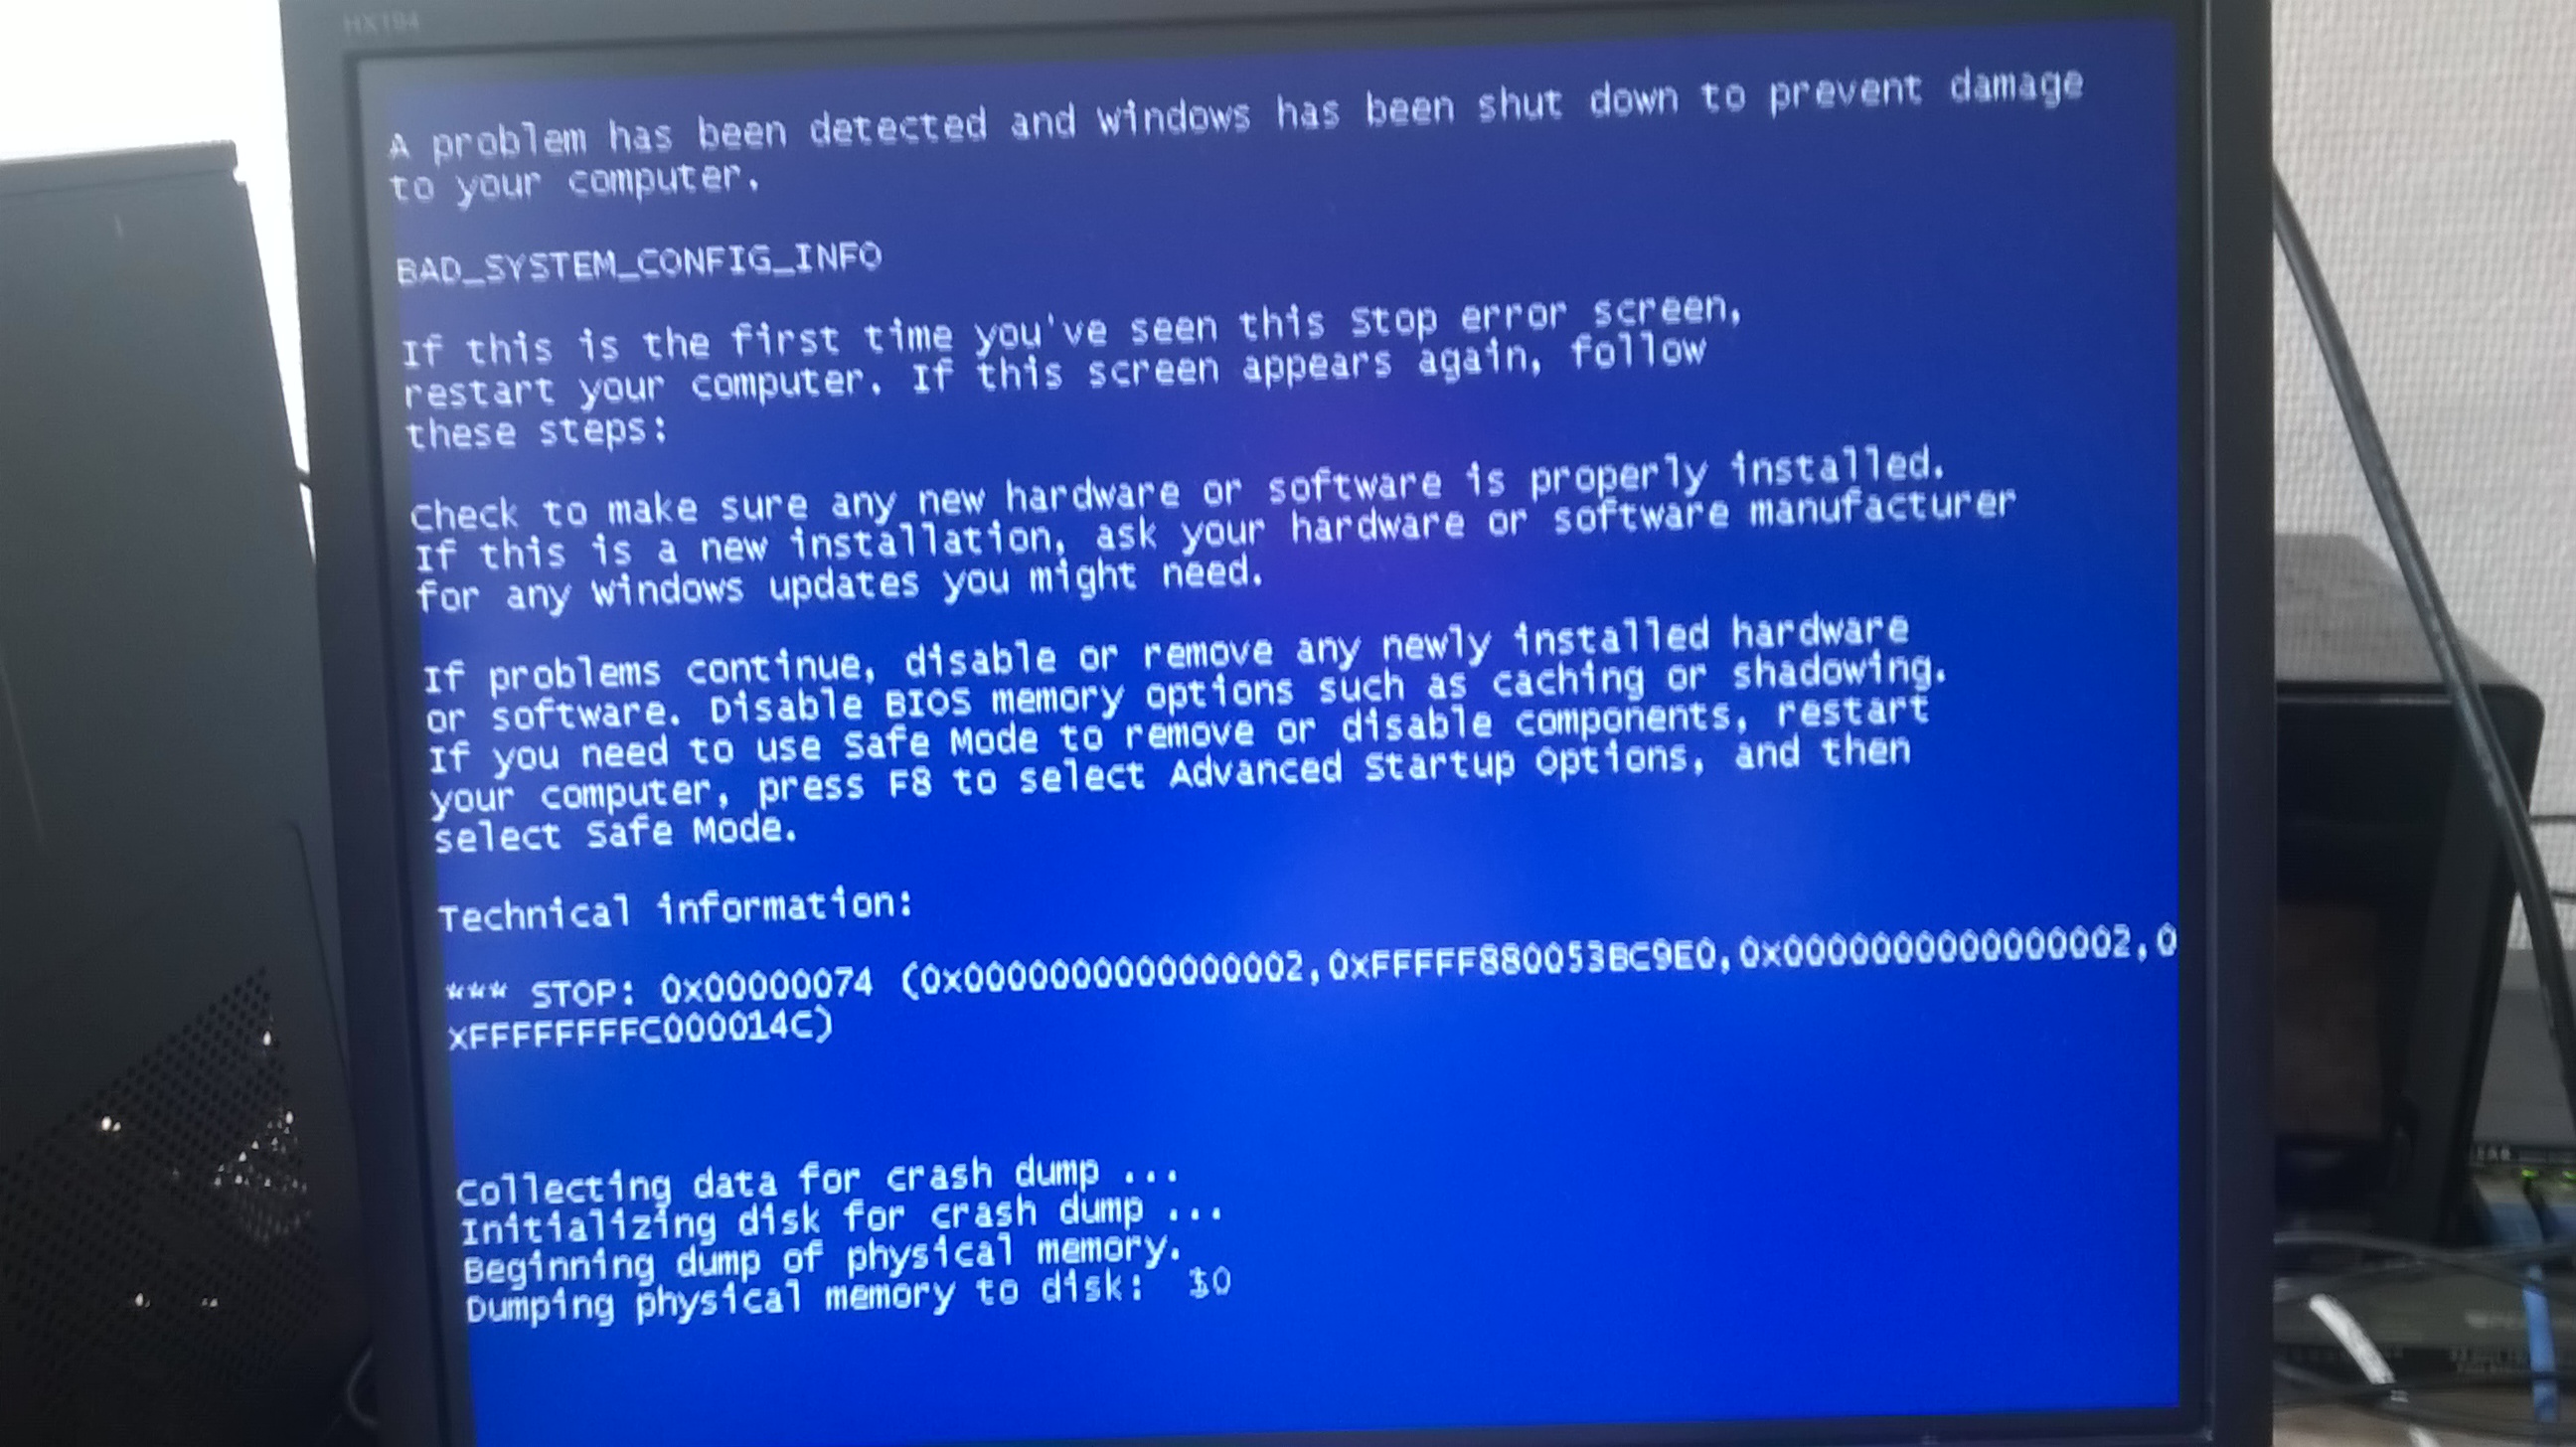 HX194
A problem has been detected and windows has been shut down to prevent damage
to your computer.
BAD_SYSTEM_CONFIG_INFO
If this is the first time you've seen this Stop error screen,
restart your computer. If this screen appears again, follow
these steps:
Check to make sure any new hardware or software is properly installed.
If this is a new installation, ask your hardware or software manufacturer
for any windows updates you might need.
If problems continue, disable or remove any newly installed hardware
or software. Disable BIOS memory options such as caching or shadowing.
If you need to use Safe Mode to remove or disable components, restart
your computer, press F8 to select Advanced Startup Options, and then
select Safe Mode.
Technical information:
*** STOP: 0x00000074 (0x0000000000000002,0xFFFFF880053BC9E0,0x0000000000000002,0
xFFFFFFFFC000014C)
Collecting data for crash dump ...
Initializing disk for crash dump ...
Beginning dump of physical memory.
Dumping physical memory to disk: